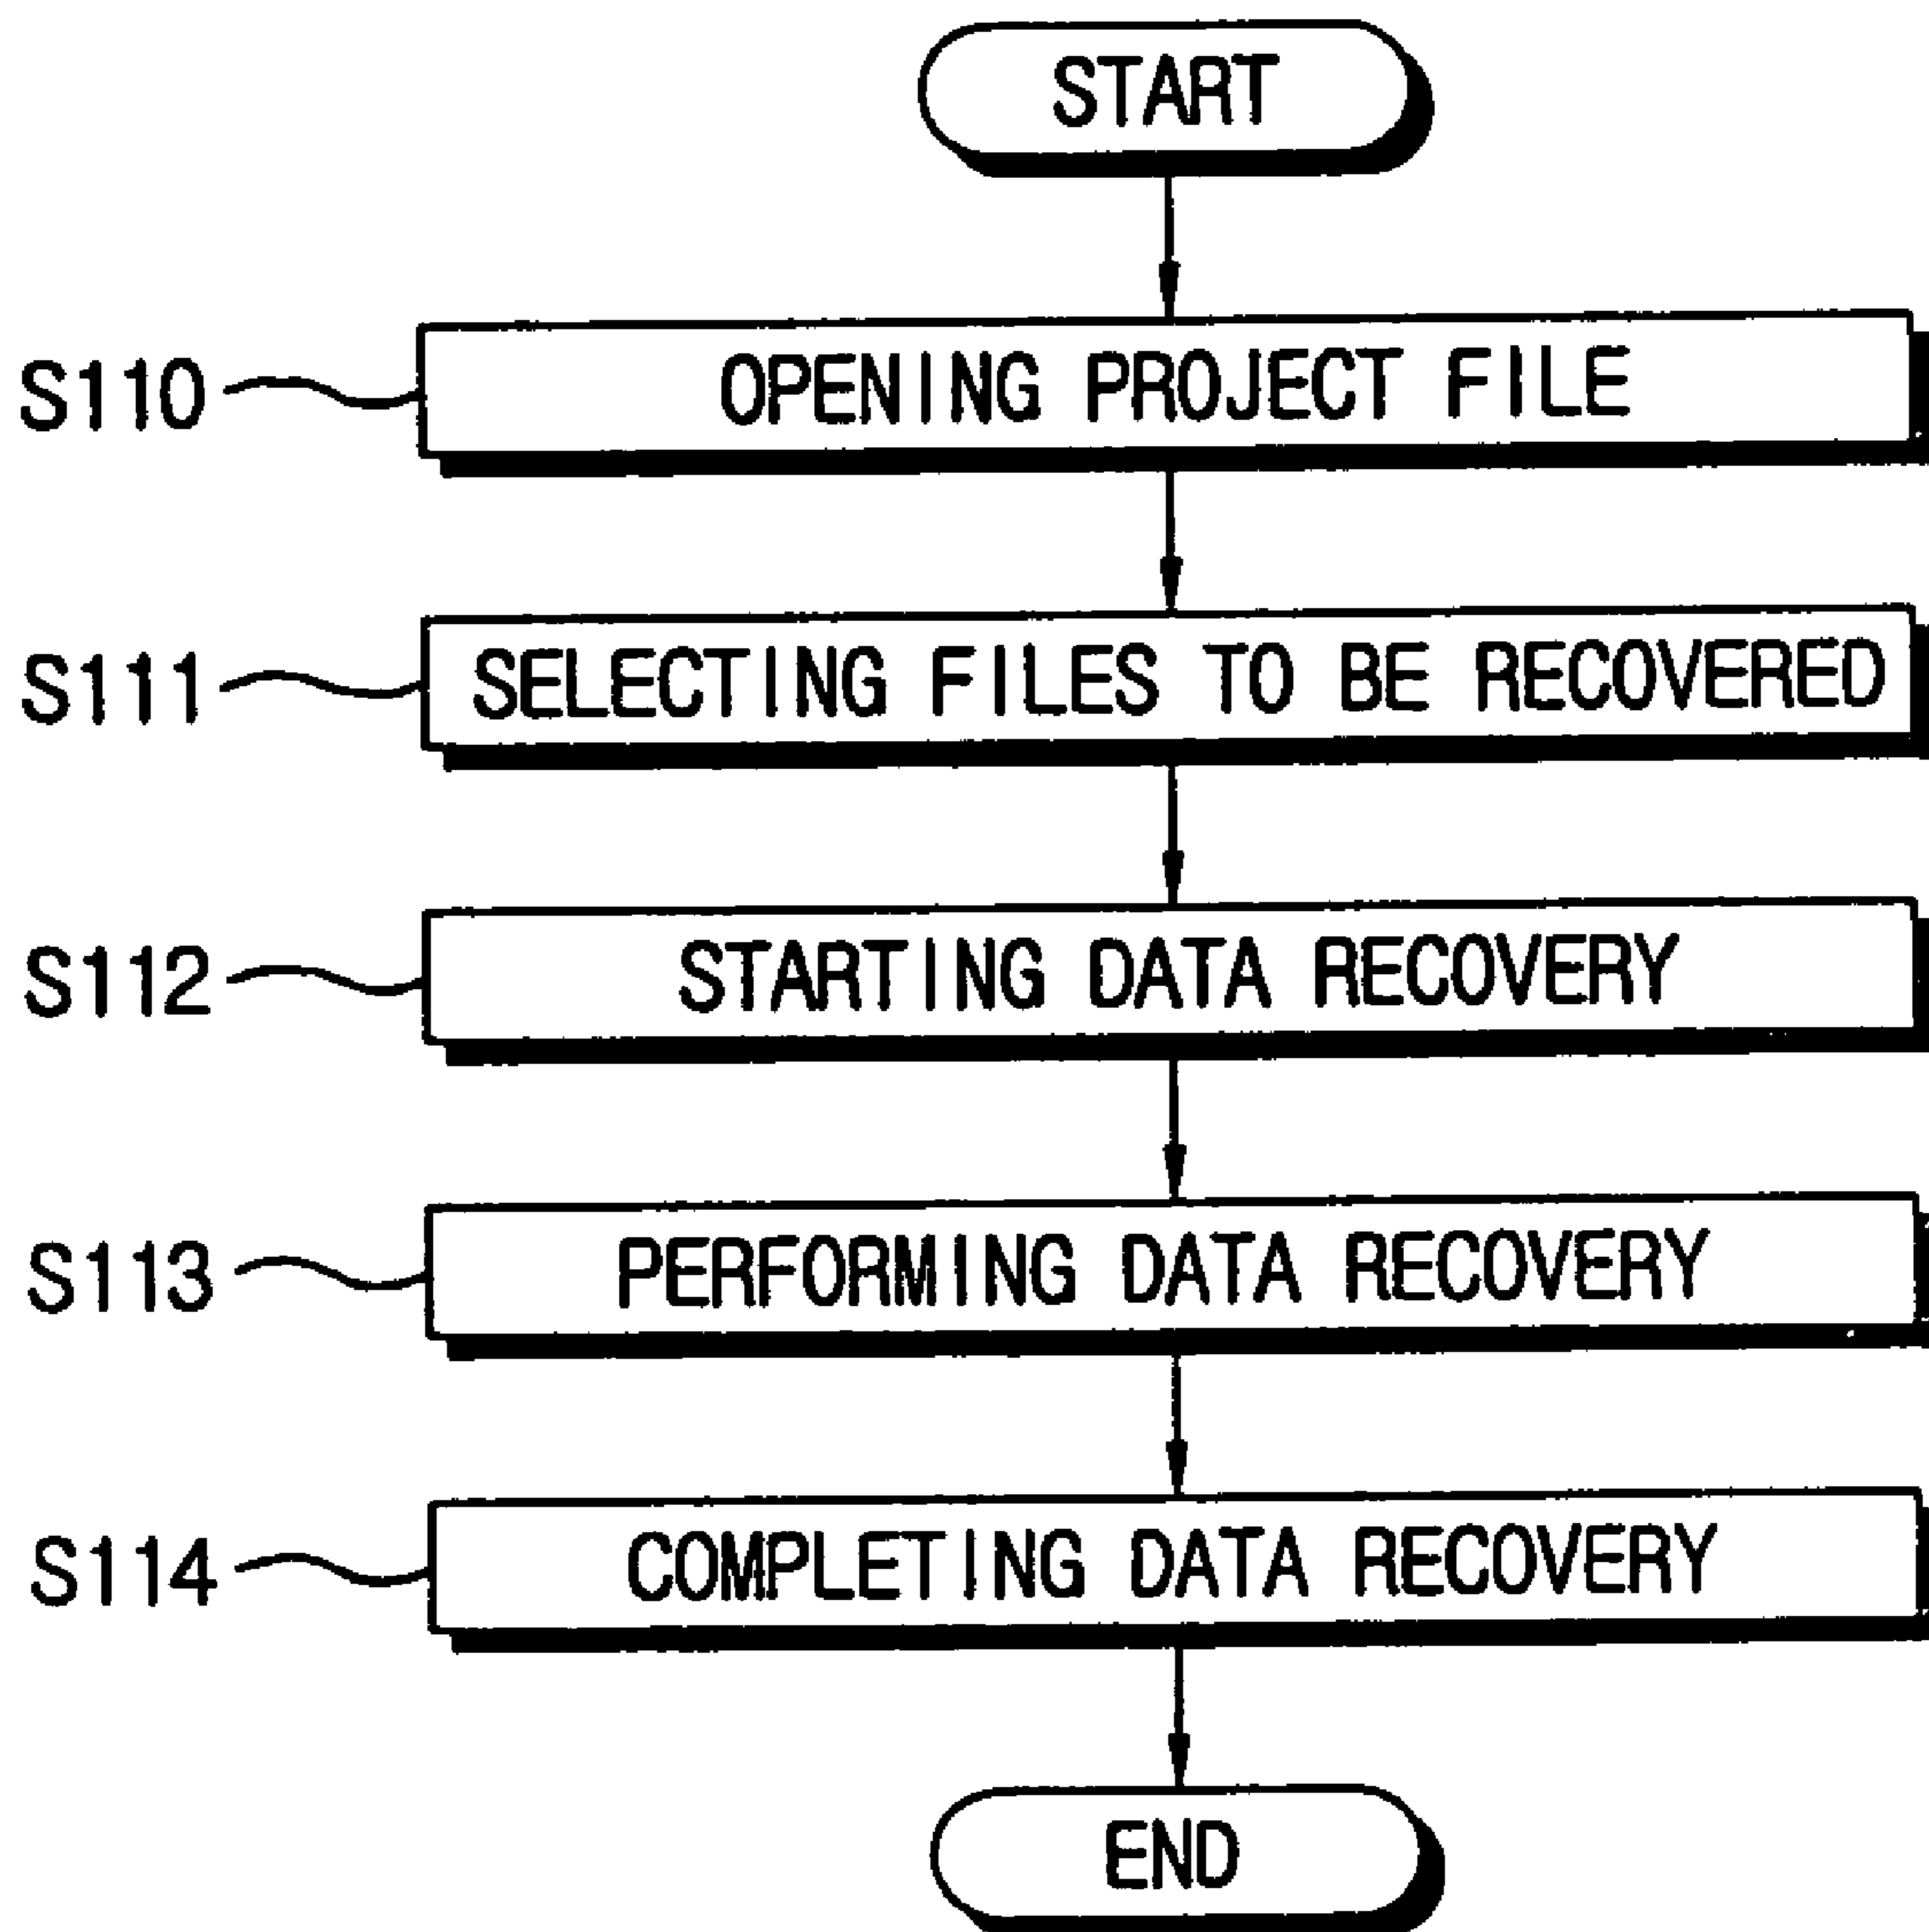 START
S110 OPENING PROJECT FILE
S111 SELECTING FILES TO BE RECOVERED
S112 STARTING DATA RECOVERY
S113 PERFORMING DATA RECOVERY
S114 COMPLETING DATA RECOVERY
END